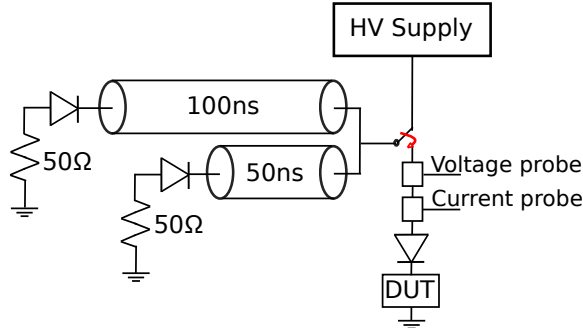 HV Supply
100ns
50Ω
50ns
Voltage probe
Current probe
50Ω
DUT